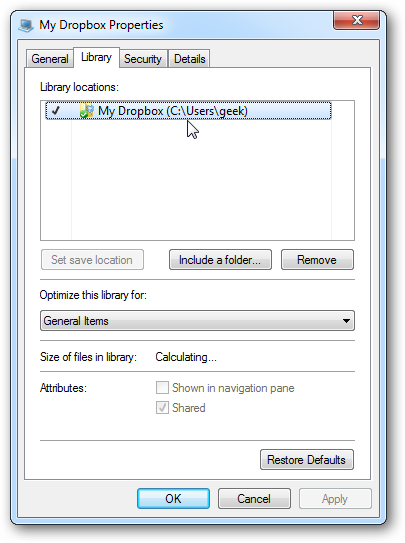 My Dropbox Properties
General Library Security Details
Library locations:
My Dropbox (C:\Users\geek)
Set save location Include a folder... Remove
Optimize this library for:
General Items
Size of files in library: Calculating...
Attributes: Shown in navigation pane
Shared
Restore Defaults
OK Cancel Apply